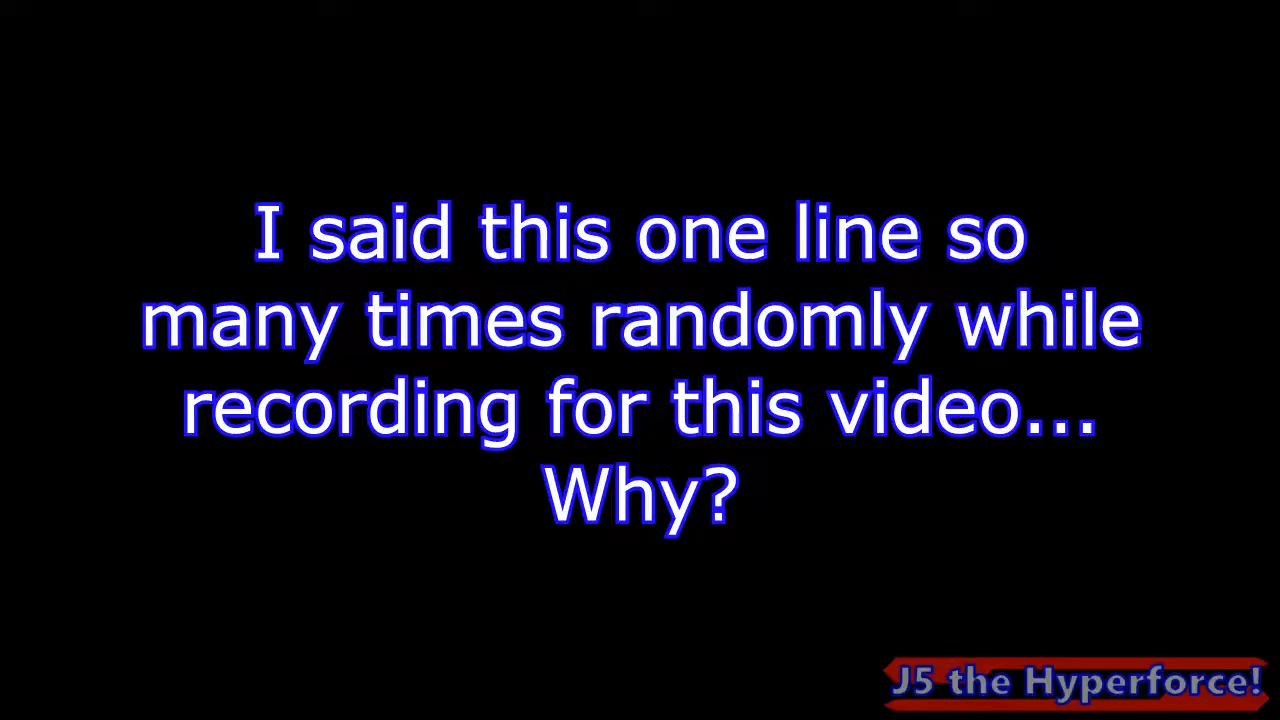 I said this one line so
many times randomly while
recording for this video...
Why?
J5 the Hyperforce!